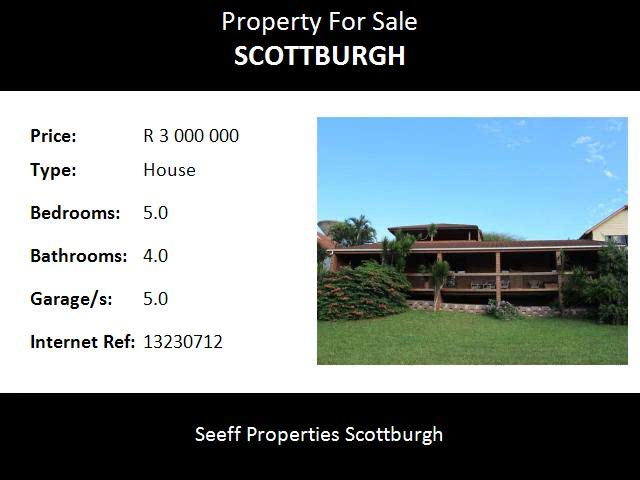 Property For Sale
SCOTTBURGH
Price: R 3 000 000
Type: House
Bedrooms: 5.0
Bathrooms: 4.0
Garage/s: 5.0
Internet Ref: 13230712
Seeff Properties Scottburgh